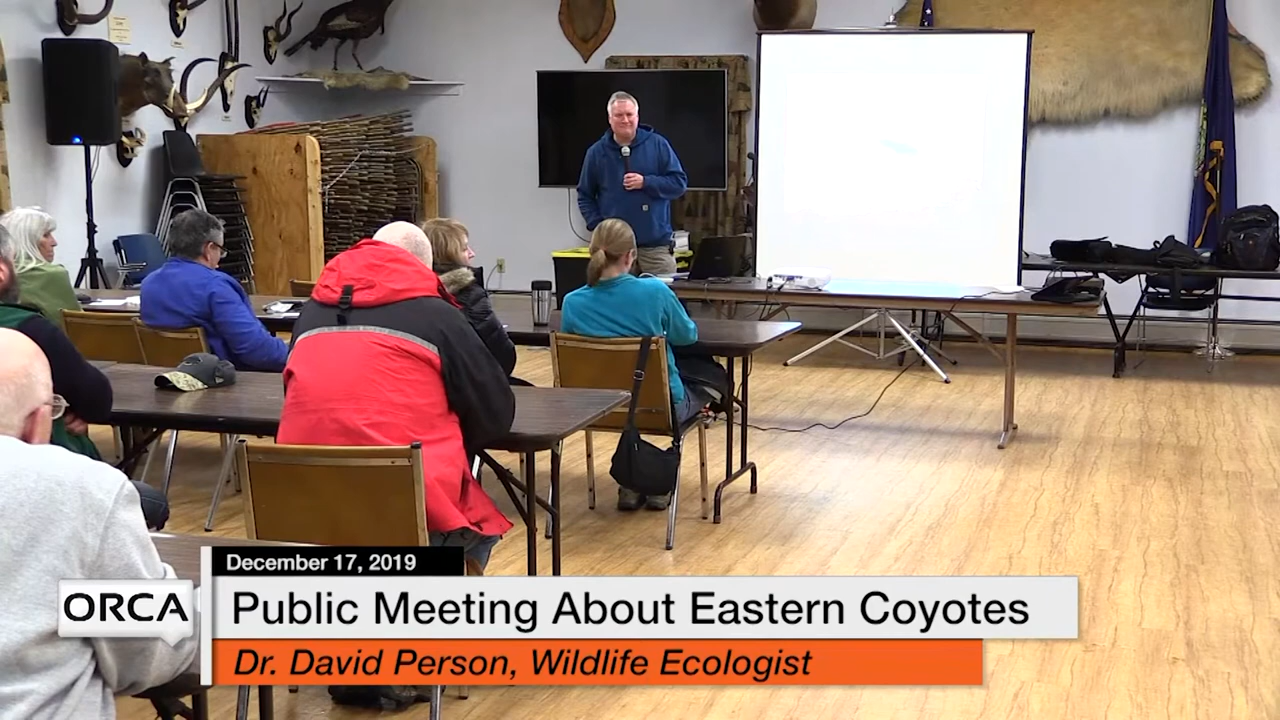 December 17, 2019
ORCA
Public Meeting About Eastern Coyotes
Dr. David Person, Wildlife Ecologist